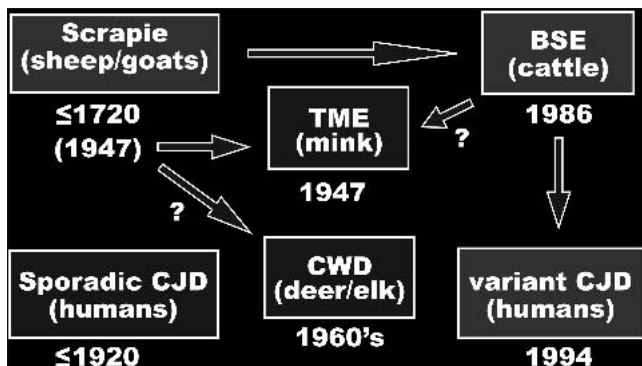 Scrapie
(sheep/goats)
≤1720
(1947)
BSE
(cattle)
1986
TME
(mink)
1947
?
?
Sporadic CJD
(humans)
≤1920
CWD
(deer/elk)
1960's
variant CJD
(humans)
1994